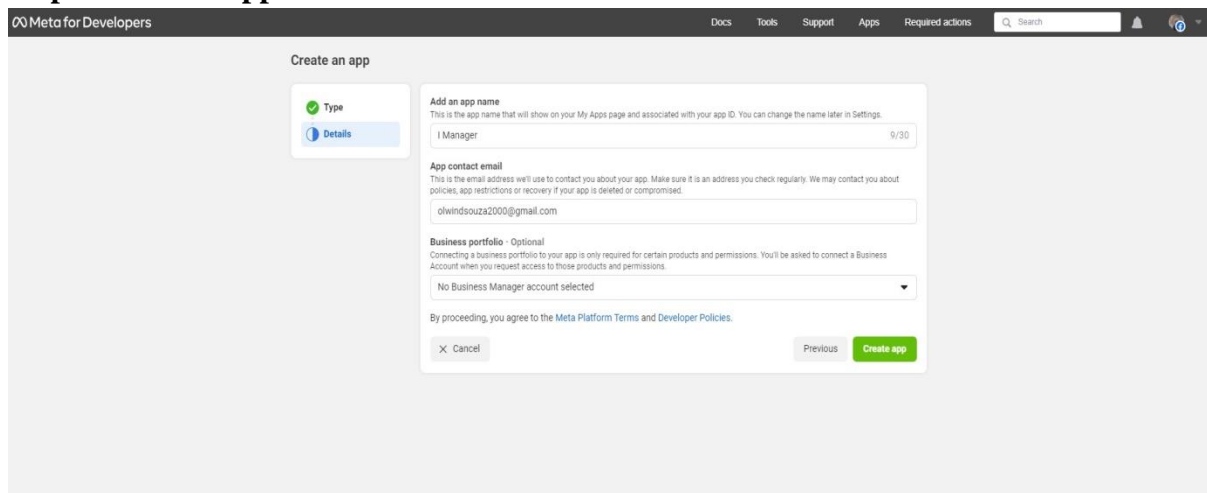 Meta for Developers
Docs Tools Support Apps Required actions Search
Create an app
Type
Details
Add an app name
This is the app name that will show on your My Apps page and associated with your app ID. You can change the name later in Settings.
I Manager 9/30
App contact email
This is the email address we'll use to contact you about your app. Make sure it is an address you check regularly. We may contact you about
policies, app restrictions or recovery if your app is deleted or compromised.
olwindsouza2000@gmail.com
Business portfolio · Optional
Connecting a business portfolio to your app is only required for certain products and permissions. You'll be asked to connect a Business
Account when you request access to those products and permissions.
No Business Manager account selected
By proceeding, you agree to the Meta Platform Terms and Developer Policies.
Cancel Previous Create app